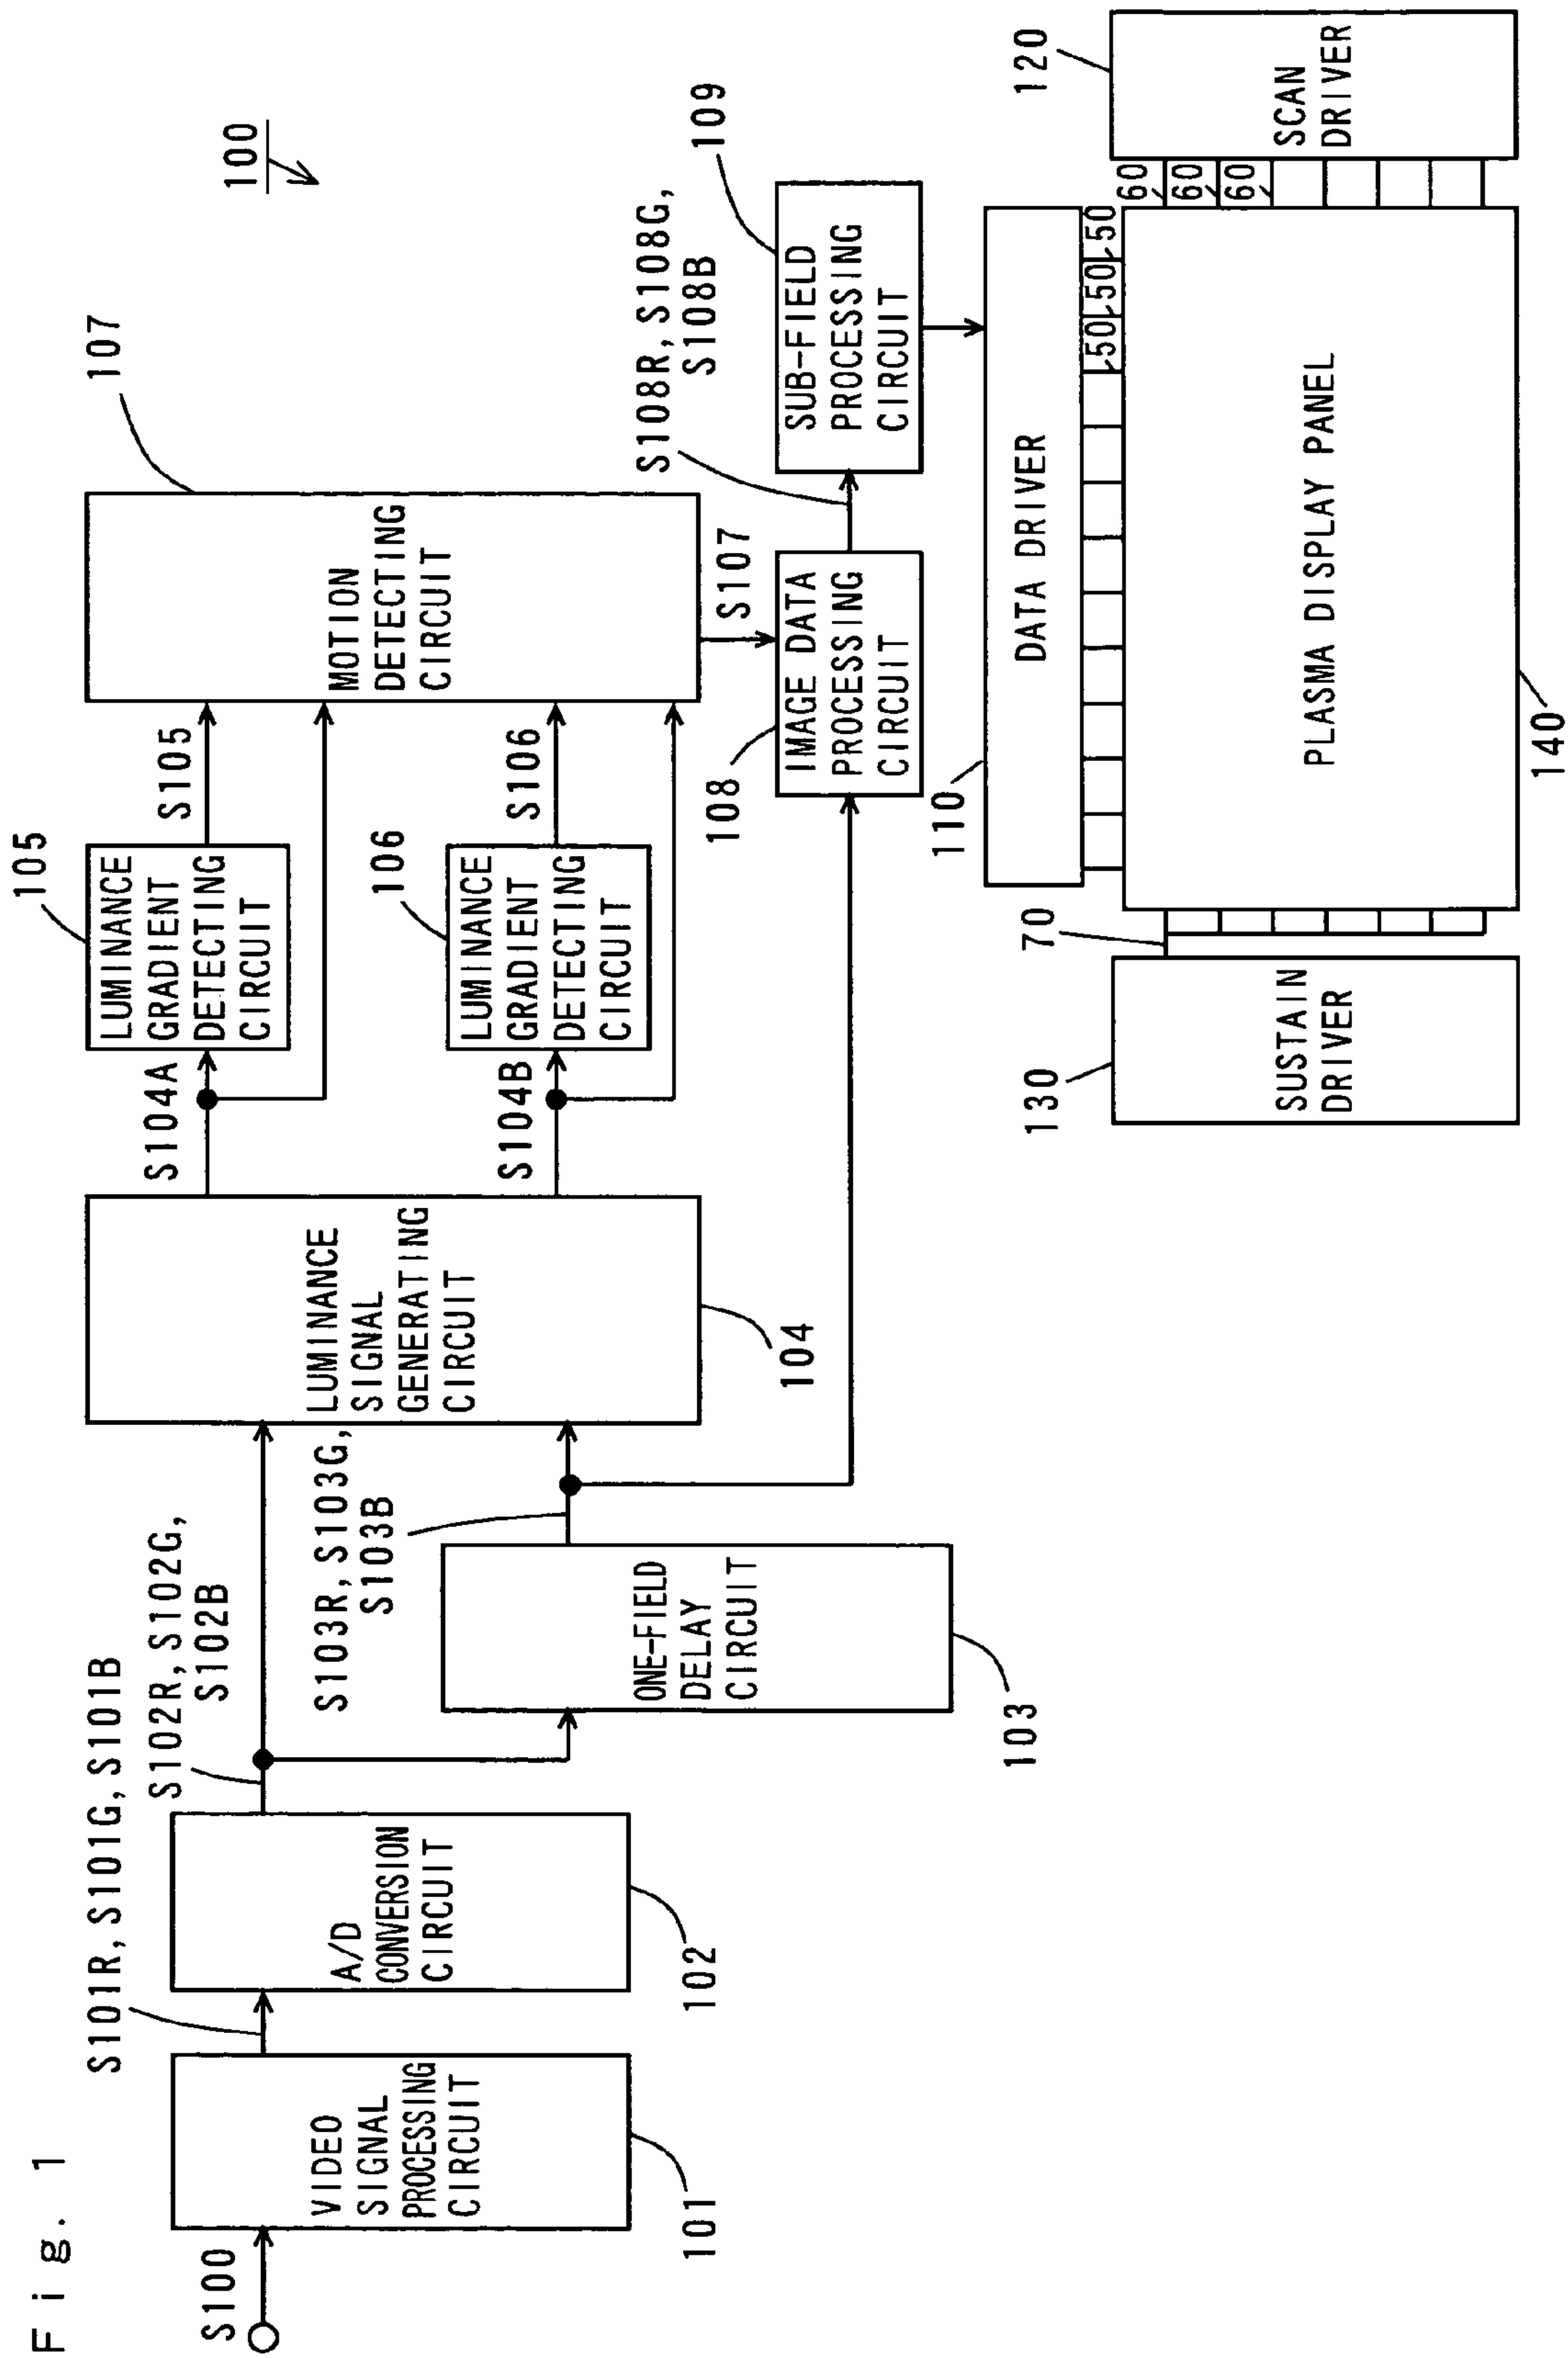 Fig. 1
100
S100
VIDEO
SIGNAL
PROCESSING
CIRCUIT
101
S101R, S101G, S101B
A/D
CONVERSION
CIRCUIT
102
S102R, S102G,
S102B
ONE-FIELD
DELAY
CIRCUIT
103
S103R, S103G,
S103B
LUMINANCE
SIGNAL
GENERATING
CIRCUIT
104
S104A
S104B
105
LUMINANCE
GRADIENT
DETECTING
CIRCUIT
S105
106
LUMINANCE
GRADIENT
DETECTING
CIRCUIT
S106
107
MOTION
DETECTING
CIRCUIT
S107
108
IMAGE DATA
PROCESSING
CIRCUIT
S108R, S108G,
S108B
109
SUB-FIELD
PROCESSING
CIRCUIT
110
DATA DRIVER
50
50
50
130
SUSTAIN
DRIVER
70
PLASMA DISPLAY PANEL
140
60
60
60
120
SCAN
DRIVER